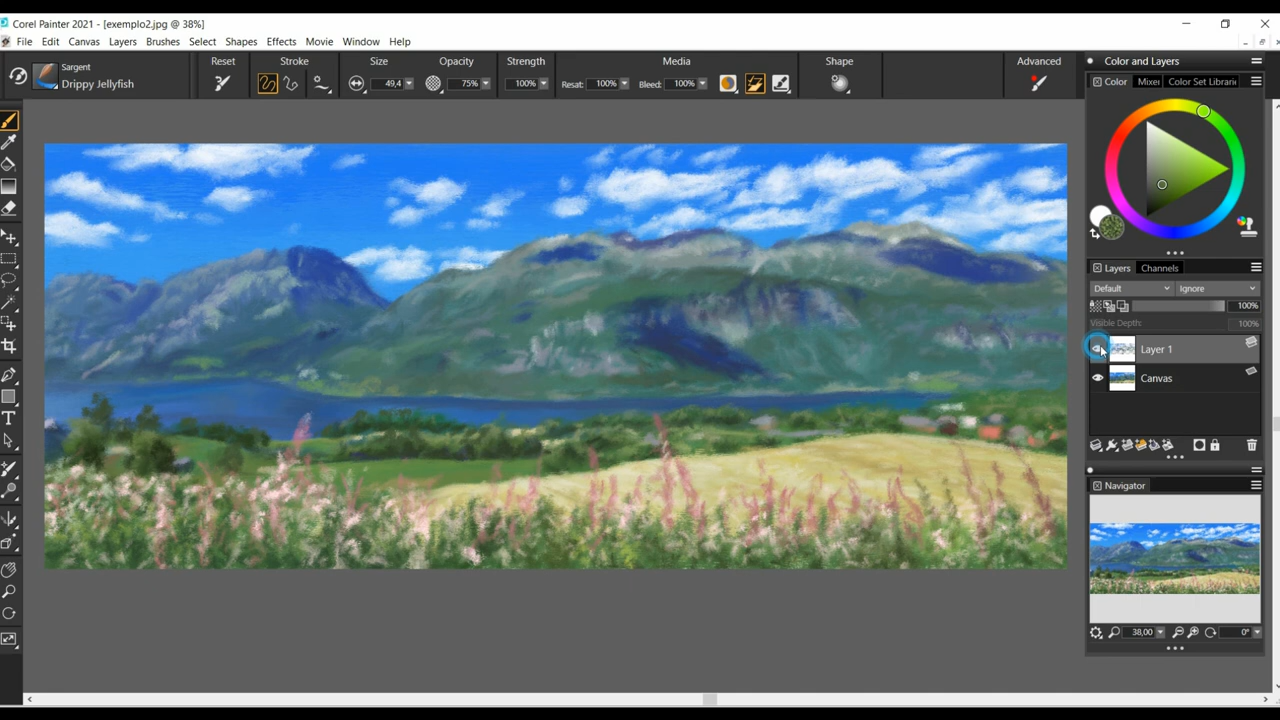 Corel Painter 2021 - [exemplo2.jpg @ 38%]
File Edit Canvas Layers Brushes Select Shapes Effects Movie Window Help
Sargent
Drippy Jellyfish
Reset
Stroke
Size
49,4
Opacity
75%
Strength
100%
Media
Resat: 100%
Bleed: 100%
Shape
Advanced
Color and Layers
Color Mixer Color Set Librari
Layers Channels
Default Ignore
100%
Visible Depth: 100%
Layer 1
Canvas
Navigator
38,00 0°